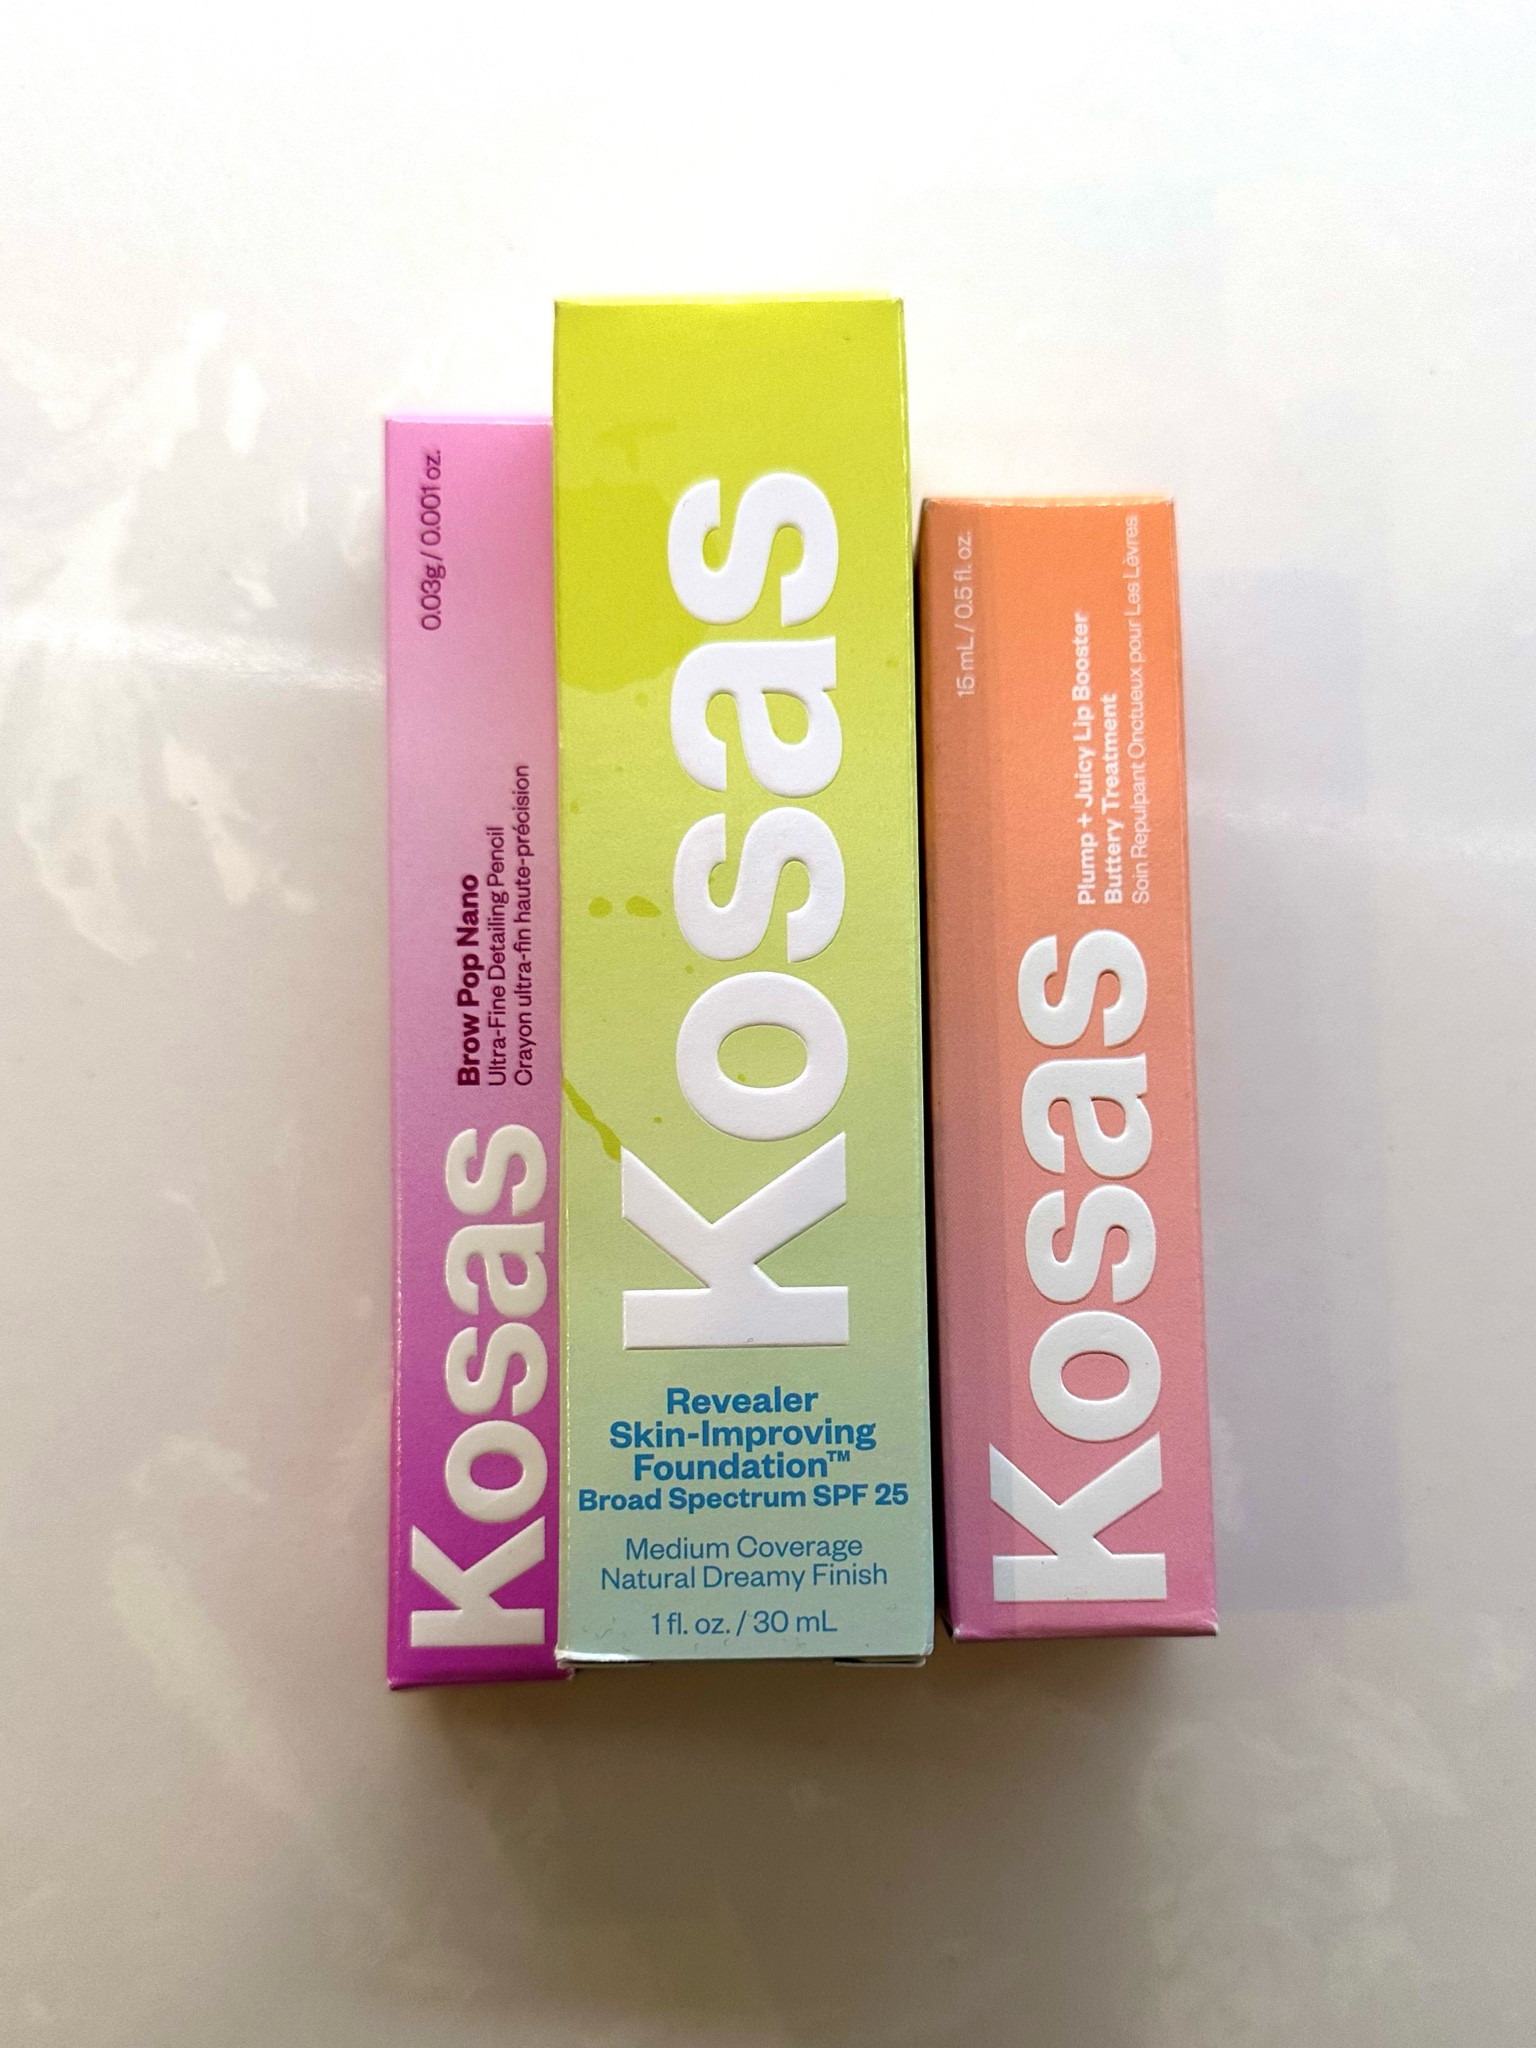 Kosas
Brow Pop Nano
Ultra-Fine Detailing Pencil
Crayon ultra-fin haute-précision
0.03g / 0.001 oz.
Kosas
Revealer
Skin-Improving
Foundation™
Broad Spectrum SPF 25
Medium Coverage
Natural Dreamy Finish
1 fl. oz. / 30 mL
Kosas
Plump + Juicy Lip Booster
Buttery Treatment
Soin Repulpant Onctueux pour Les Lèvres
15 mL / 0.5 fl. oz.